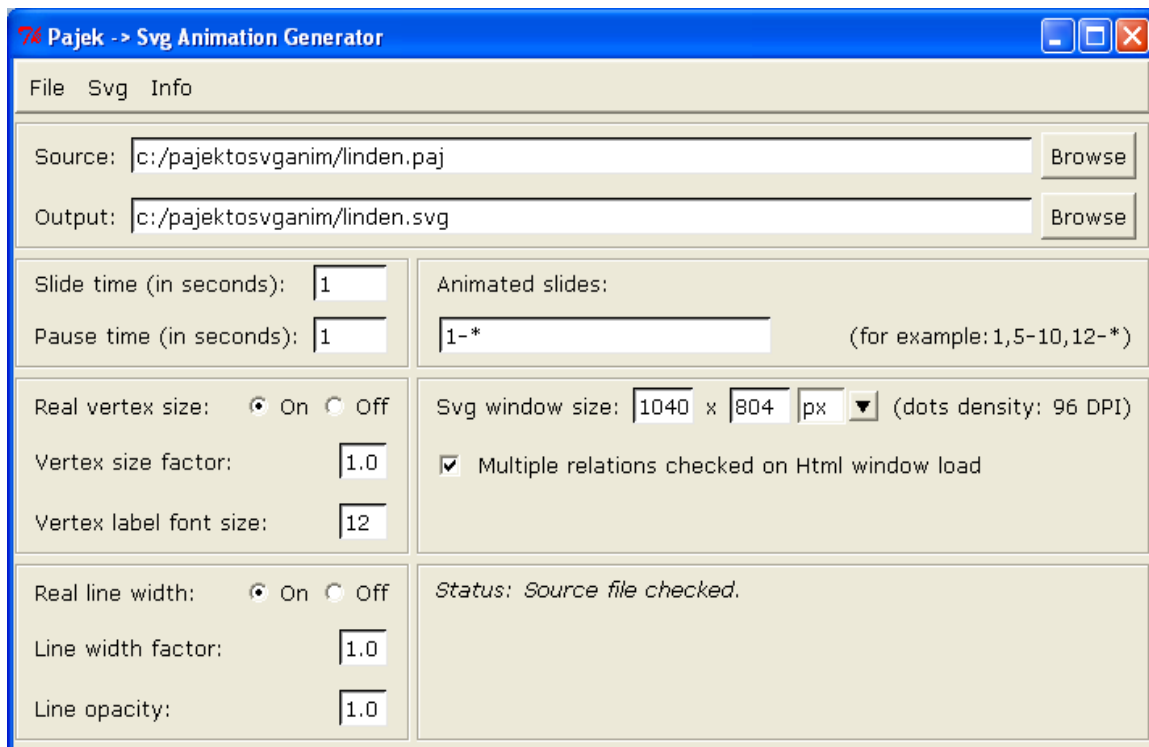 Pajek -> Svg Animation Generator
File Svg Info
Source: c:/pajektosvganim/linden.paj Browse
Output: c:/pajektosvganim/linden.svg Browse
Slide time (in seconds): 1
Pause time (in seconds): 1
Animated slides:
1-* (for example: 1,5-10,12-*)
Real vertex size: On Off
Vertex size factor: 1.0
Vertex label font size: 12
Svg window size: 1040 x 804 px (dots density: 96 DPI)
Multiple relations checked on Html window load
Real line width: On Off
Line width factor: 1.0
Line opacity: 1.0
Status: Source file checked.